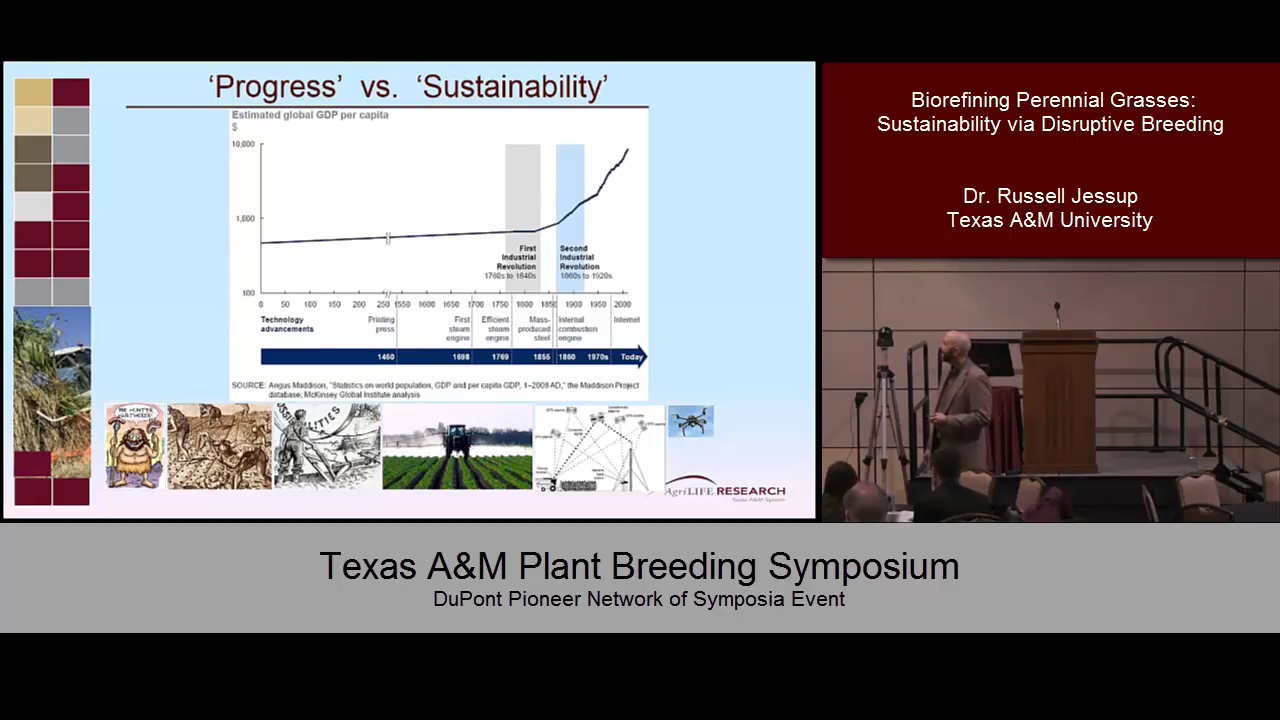 'Progress' vs. 'Sustainability'
Estimated global GDP per capita
$
10,000
1,000
100
First
Industrial
Revolution
1760s to 1840s
Second
Industrial
Revolution
1860s to 1920s
0 50 100 150 200 250 1550 1600 1650 1700 1750 1800 1850 1900 1950 2000
Technology
advancements
Printing
press
First
steam
engine
Efficient
steam
engine
Mass-
produced
steel
Internal
combustion
engine
Internet
1450 1698 1769 1855 1860 1970s Today
SOURCE: Angus Maddison, "Statistics on world population, GDP and per capita GDP, 1–2008 AD," the Maddison Project
database; McKinsey Global Institute analysis
AgriLIFE RESEARCH
Texas A&M System
Biorefining Perennial Grasses:
Sustainability via Disruptive Breeding
Dr. Russell Jessup
Texas A&M University
Texas A&M Plant Breeding Symposium
DuPont Pioneer Network of Symposia Event